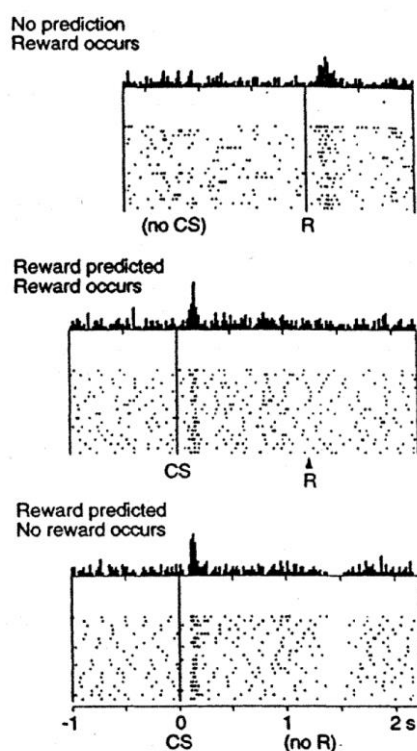 No prediction
Reward occurs
(no CS) R
Reward predicted
Reward occurs
CS R
Reward predicted
No reward occurs
-1 0 1 2 s
CS (no R)